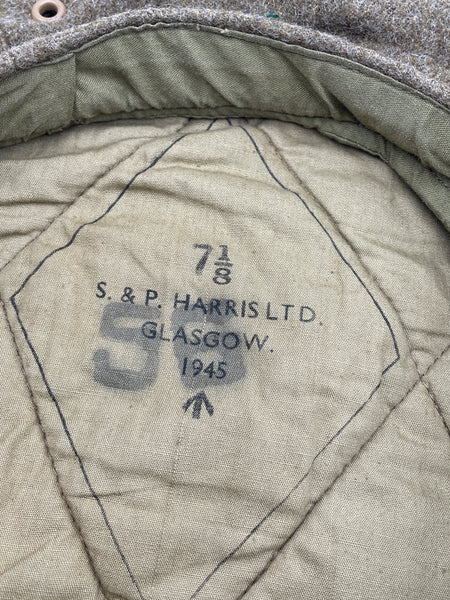 7 1/8
S. & P. HARRIS LTD.
GLASGOW.
1945